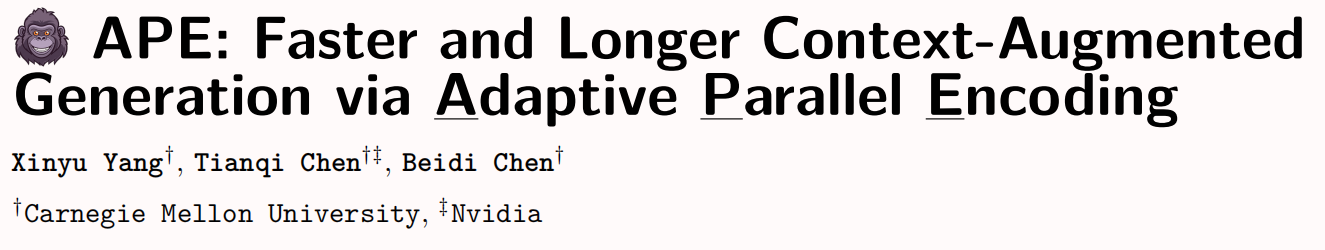 APE: Faster and Longer Context-Augmented
Generation via Adaptive Parallel Encoding
Xinyu Yang†, Tianqi Chen†‡, Beidi Chen†
†Carnegie Mellon University, ‡Nvidia